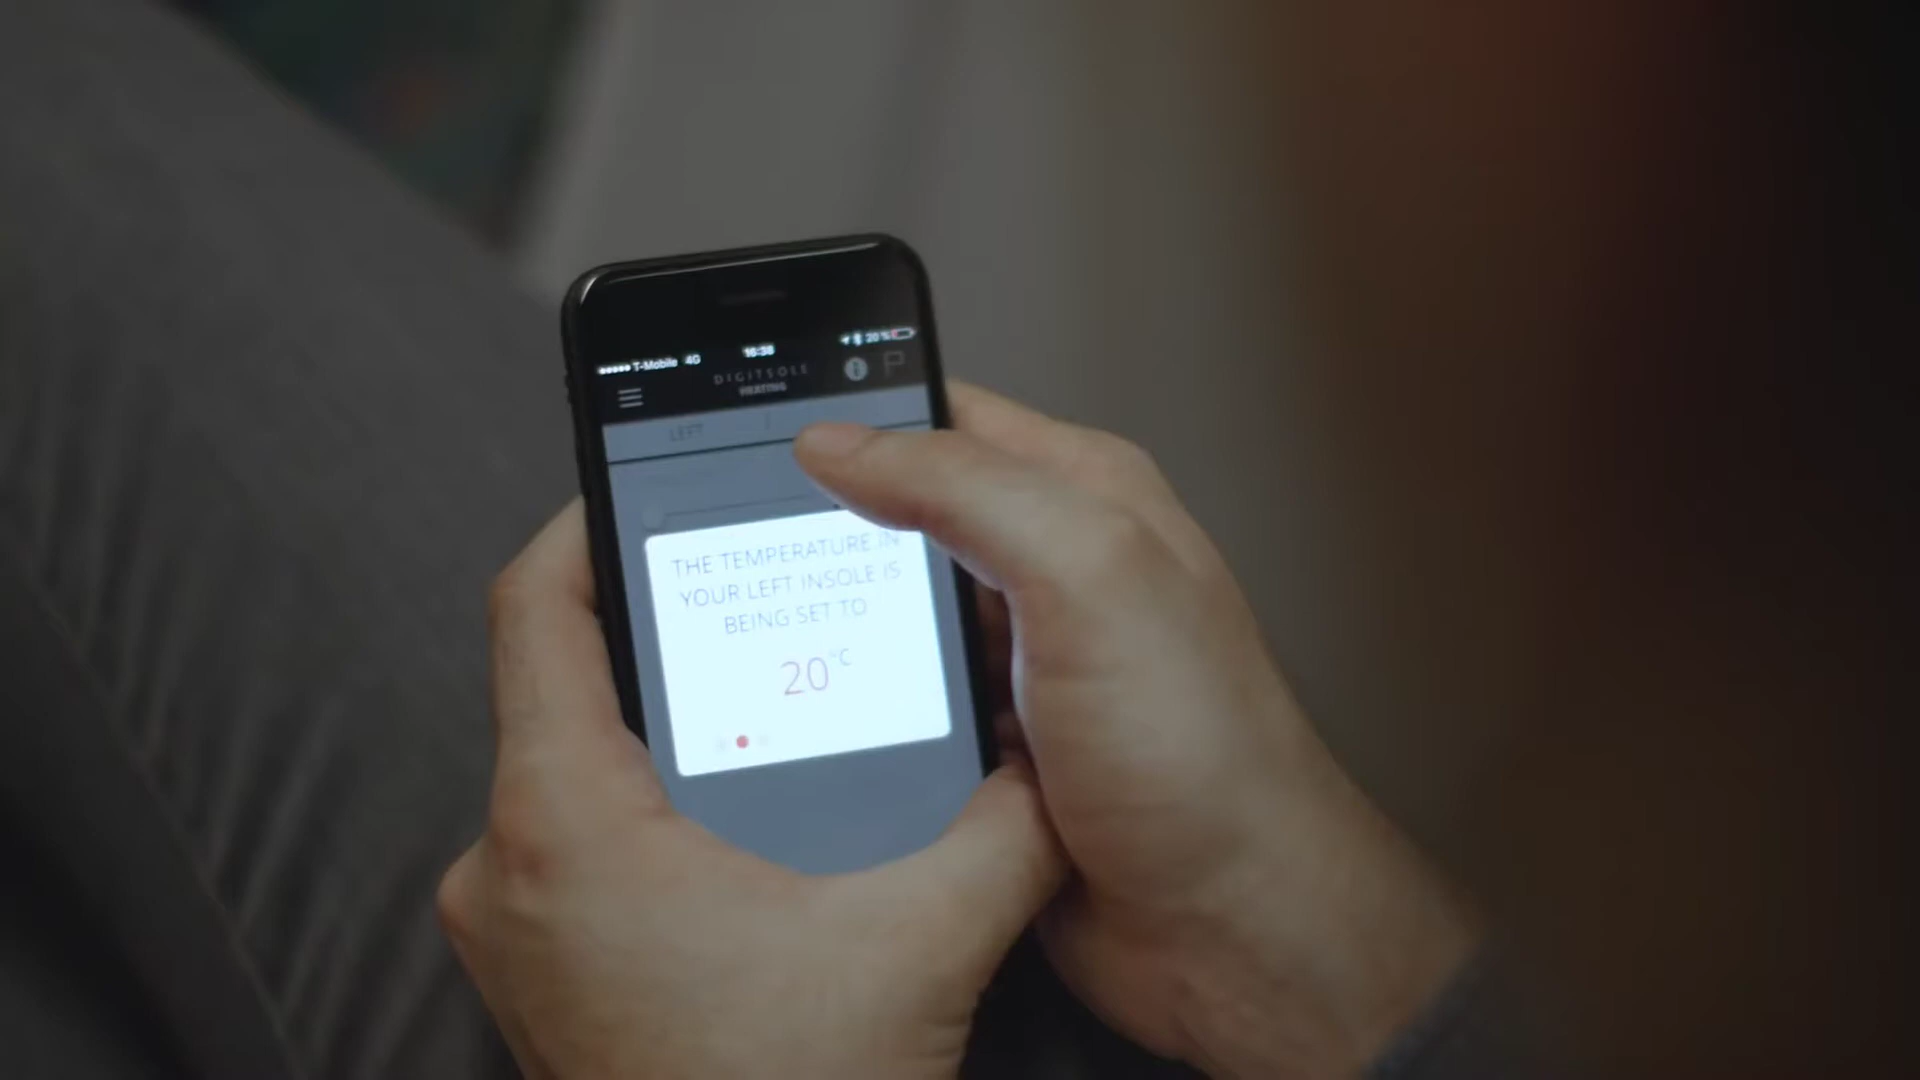 T-Mobile 4G 16:38 20%
DIGITSOLE
HEATING
LEFT
THE TEMPERATURE IN
YOUR LEFT INSOLE IS
BEING SET TO
20°C